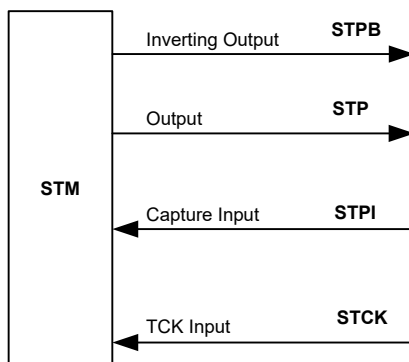 Inverting Output STPB
Output STP
STM
Capture Input STPI
TCK Input STCK